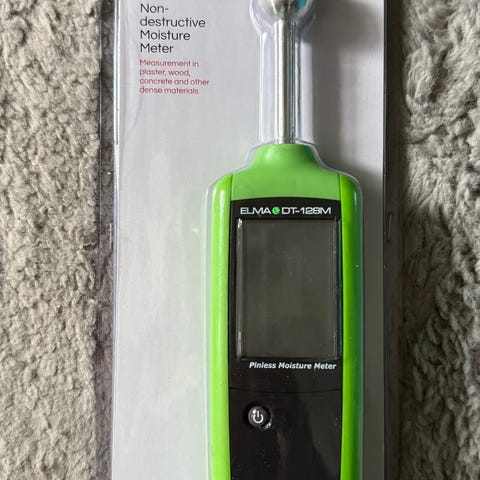 Non-
destructive
Moisture
Meter
Measurement in
plaster, wood,
concrete and other
dense materials
ELMA DT-128M
Pinless Moisture Meter